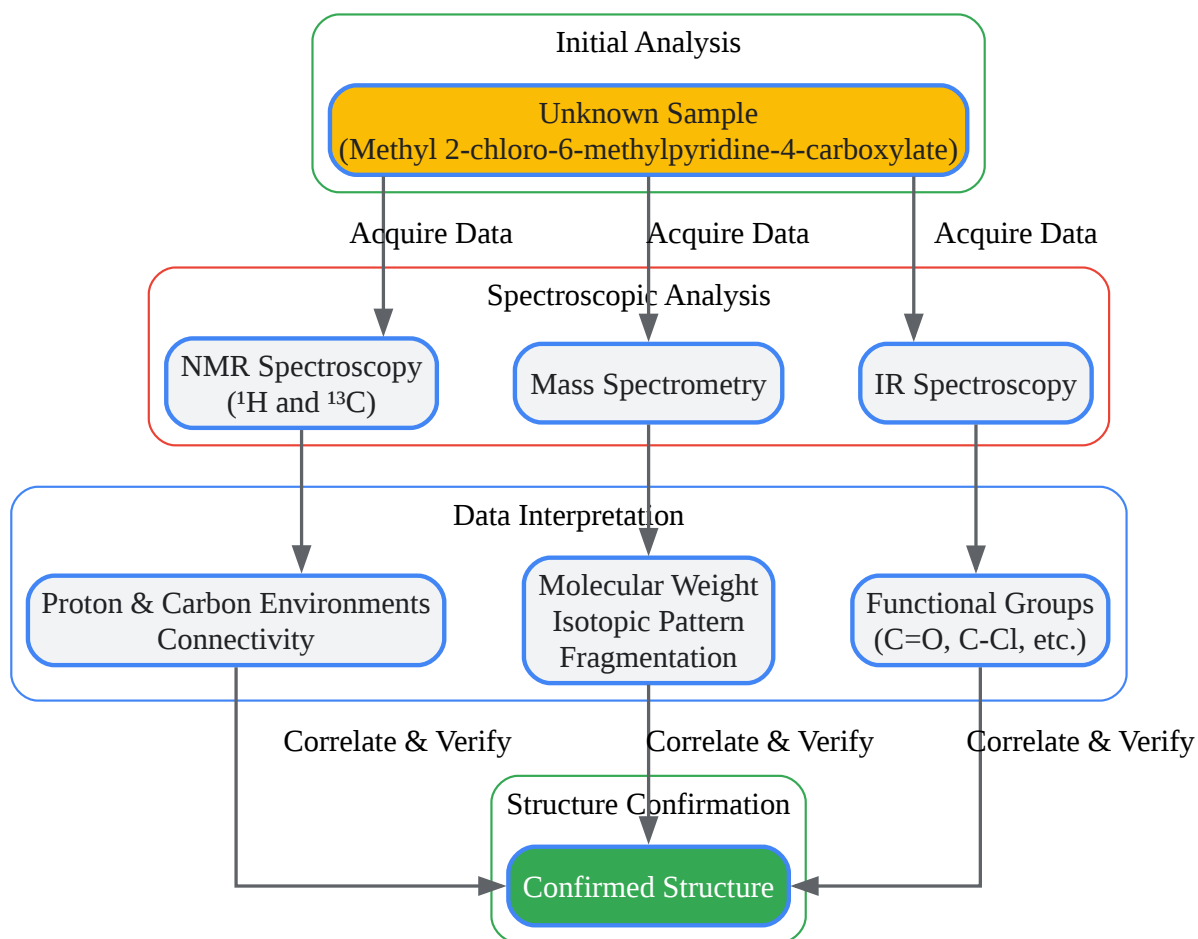 Initial Analysis
Unknown Sample
(Methyl 2-chloro-6-methylpyridine-4-carboxylate)
Acquire Data
Acquire Data
Acquire Data
Spectroscopic Analysis
NMR Spectroscopy
(¹H and ¹³C)
Mass Spectrometry
IR Spectroscopy
Data Interpretation
Proton & Carbon Environments
Connectivity
Molecular Weight
Isotopic Pattern
Fragmentation
Functional Groups
(C=O, C-Cl, etc.)
Correlate & Verify
Correlate & Verify
Correlate & Verify
Structure Confirmation
Confirmed Structure